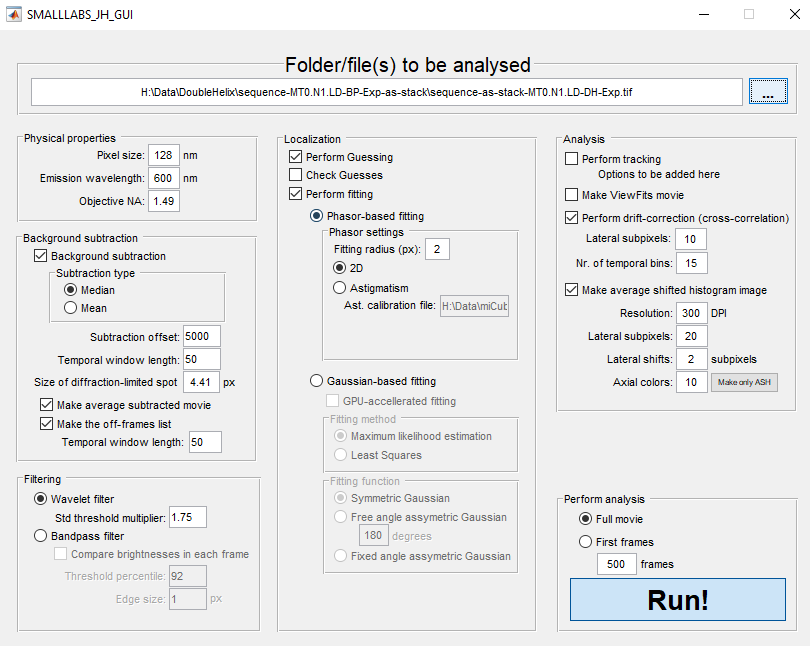 SMALLLABS_JH_GUI
Folder/file(s) to be analysed
H:\Data\DoubleHelix\sequence-MT0.N1.LD-BP-Exp-as-stack\sequence-as-stack-MT0.N1.LD-DH-Exp.tif
...
Physical properties
Pixel size: 128 nm
Emission wavelength: 600 nm
Objective NA: 1.49
Background subtraction
Background subtraction
Subtraction type
Median
Mean
Subtraction offset: 5000
Temporal window length: 50
Size of diffraction-limited spot 4.41 px
Make average subtracted movie
Make the off-frames list
Temporal window length: 50
Filtering
Wavelet filter
Std threshold multiplier: 1.75
Bandpass filter
Compare brightnesses in each frame
Threshold percentile: 92
Edge size: 1 px
Localization
Perform Guessing
Check Guesses
Perform fitting
Phasor-based fitting
Phasor settings
Fitting radius (px): 2
2D
Astigmatism
Ast. calibration file: H:\Data\miCub
Gaussian-based fitting
GPU-accellerated fitting
Fitting method
Maximum likelihood estimation
Least Squares
Fitting function
Symmetric Gaussian
Free angle assymetric Gaussian
180 degrees
Fixed angle assymetric Gaussian
Analysis
Perform tracking
Options to be added here
Make ViewFits movie
Perform drift-correction (cross-correlation)
Lateral subpixels: 10
Nr. of temporal bins: 15
Make average shifted histogram image
Resolution: 300 DPI
Lateral subpixels: 20
Lateral shifts: 2 subpixels
Axial colors: 10 Make only ASH
Perform analysis
Full movie
First frames
500 frames
Run!